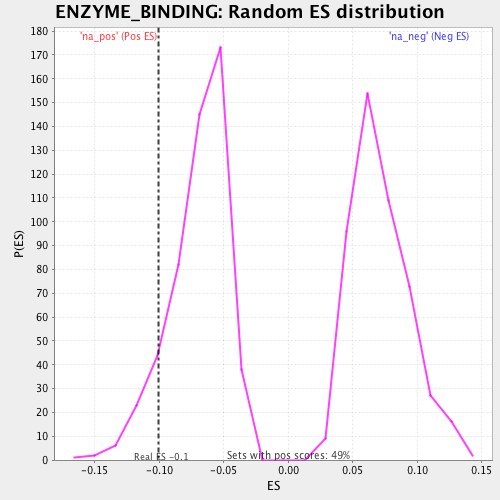 ENZYME_BINDING: Random ES distribution
'na_pos' (Pos ES)
'na_neg' (Neg ES)
180
170
160
150
140
130
120
110
100
90
80
70
60
50
40
30
20
10
0
P(ES)
Real ES -0.1
Sets with pos scores: 49%
-0.15 -0.10 -0.05 0.00 0.05 0.10 0.15
ES